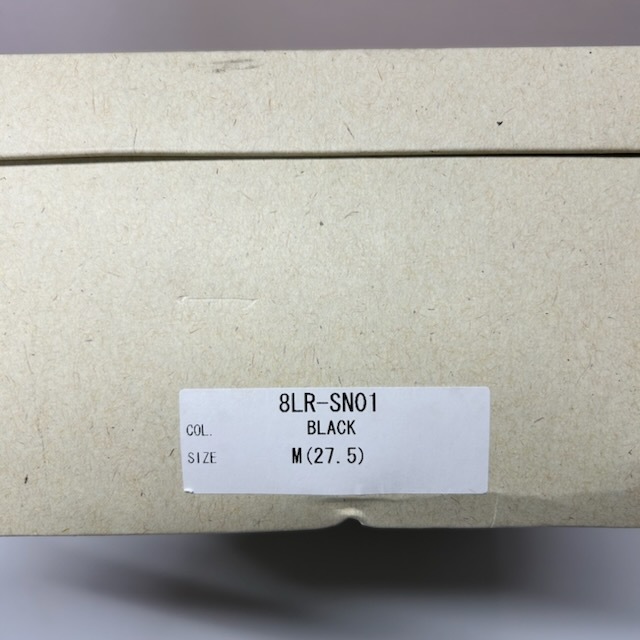 8LR-SN01
COL. BLACK
SIZE M(27.5)